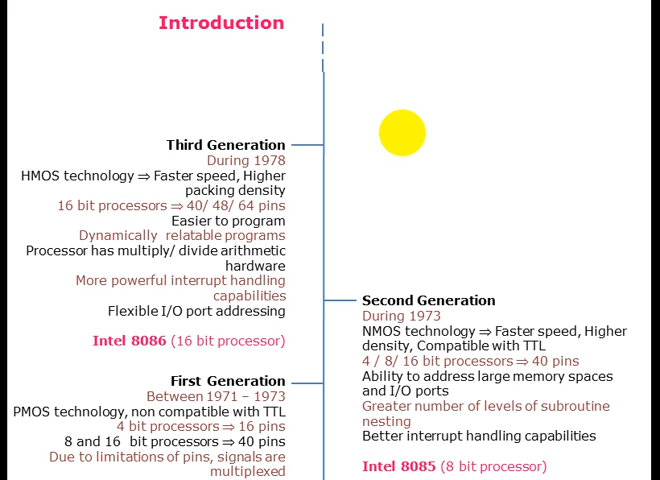 Introduction
Third Generation
During 1978
HMOS technology ⇒ Faster speed, Higher
packing density
16 bit processors ⇒ 40/ 48/ 64 pins
Easier to program
Dynamically relatable programs
Processor has multiply/ divide arithmetic
hardware
More powerful interrupt handling
capabilities
Flexible I/O port addressing
Intel 8086 (16 bit processor)
First Generation
Between 1971 – 1973
PMOS technology, non compatible with TTL
4 bit processors ⇒ 16 pins
8 and 16 bit processors ⇒ 40 pins
Due to limitations of pins, signals are
multiplexed
Second Generation
During 1973
NMOS technology ⇒ Faster speed, Higher
density, Compatible with TTL
4 / 8/ 16 bit processors ⇒ 40 pins
Ability to address large memory spaces
and I/O ports
Greater number of levels of subroutine
nesting
Better interrupt handling capabilities
Intel 8085 (8 bit processor)